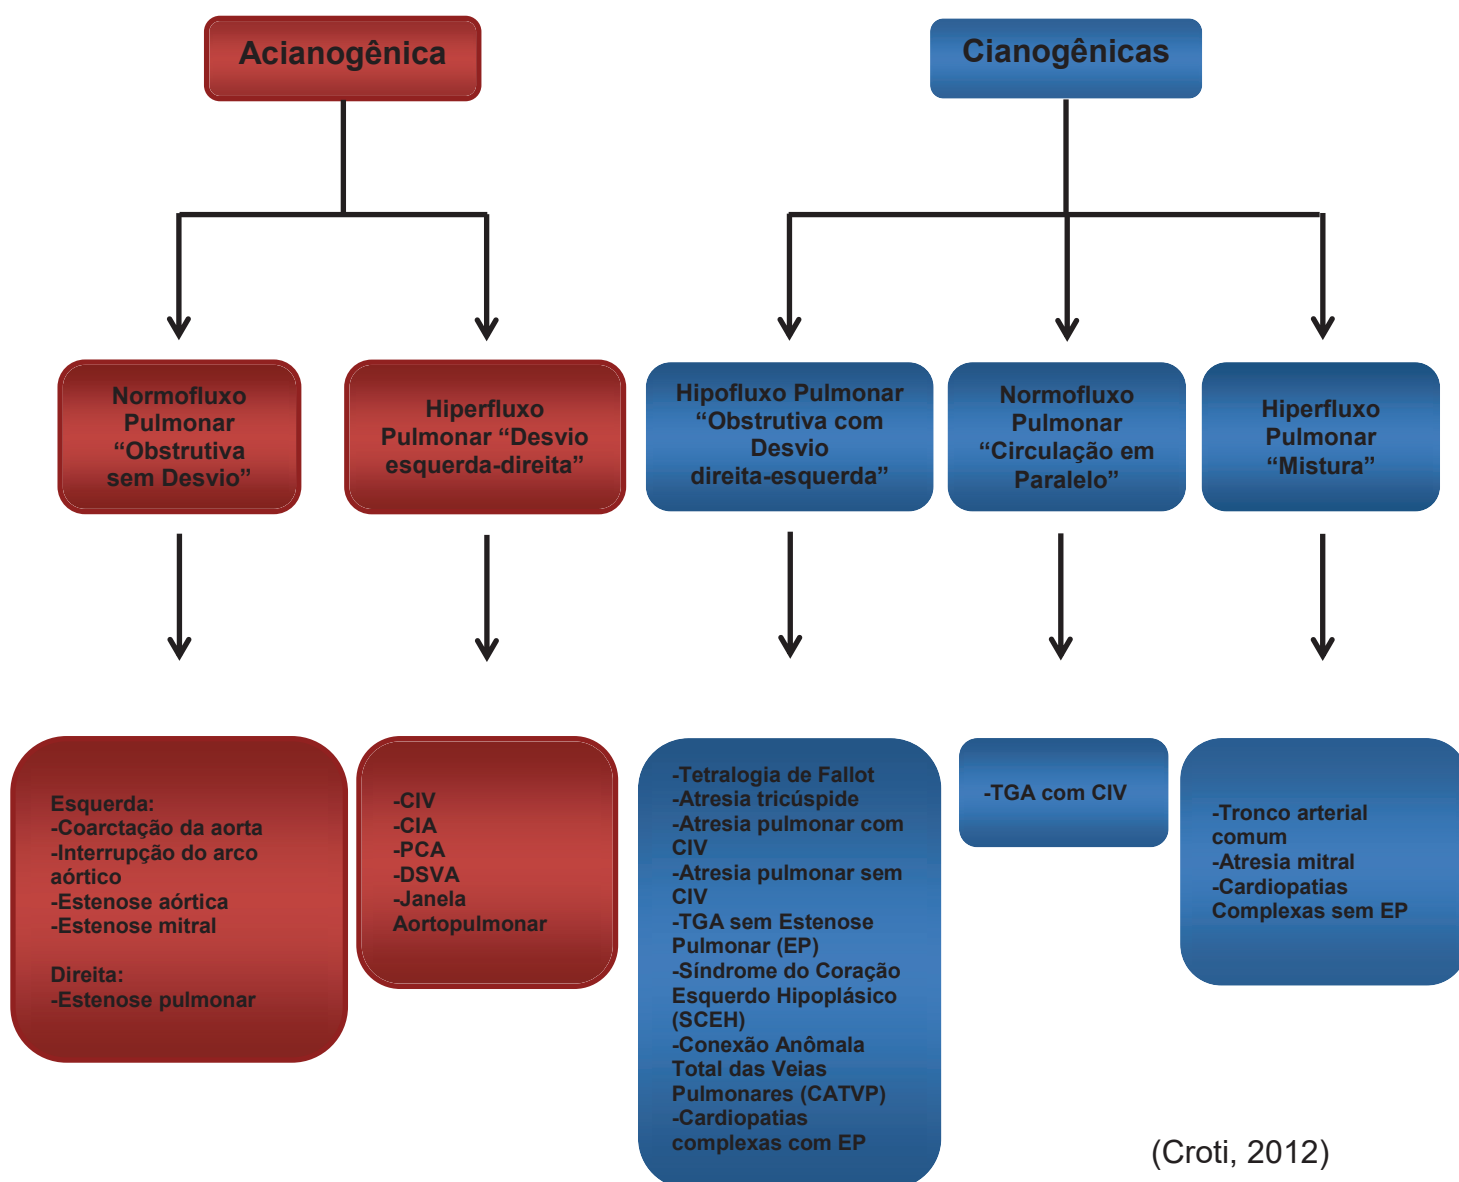 Acianogênica
Cianogênicas
Normofluxo
Pulmonar
“Obstrutiva
sem Desvio”
Hiperfluxo
Pulmonar “Desvio
esquerda-direita”
Hipofluxo Pulmonar
“Obstrutiva com
Desvio
direita-esquerda”
Normofluxo
Pulmonar
“Circulação em
Paralelo”
Hiperfluxo
Pulmonar
“Mistura”
Esquerda:
-Coarctação da aorta
-Interrupção do arco
aórtico
-Estenose aórtica
-Estenose mitral
Direita:
-Estenose pulmonar
-CIV
-CIA
-PCA
-DSVA
-Janela
Aortopulmonar
-Tetralogia de Fallot
-Atresia tricúspide
-Atresia pulmonar com
CIV
-Atresia pulmonar sem
CIV
-TGA sem Estenose
Pulmonar (EP)
-Síndrome do Coração
Esquerdo Hipoplásico
(SCEH)
-Conexão Anômala
Total das Veias
Pulmonares (CATVP)
-Cardiopatias
complexas com EP
-TGA com CIV
-Tronco arterial
comum
-Atresia mitral
-Cardiopatias
Complexas sem EP
(Croti, 2012)